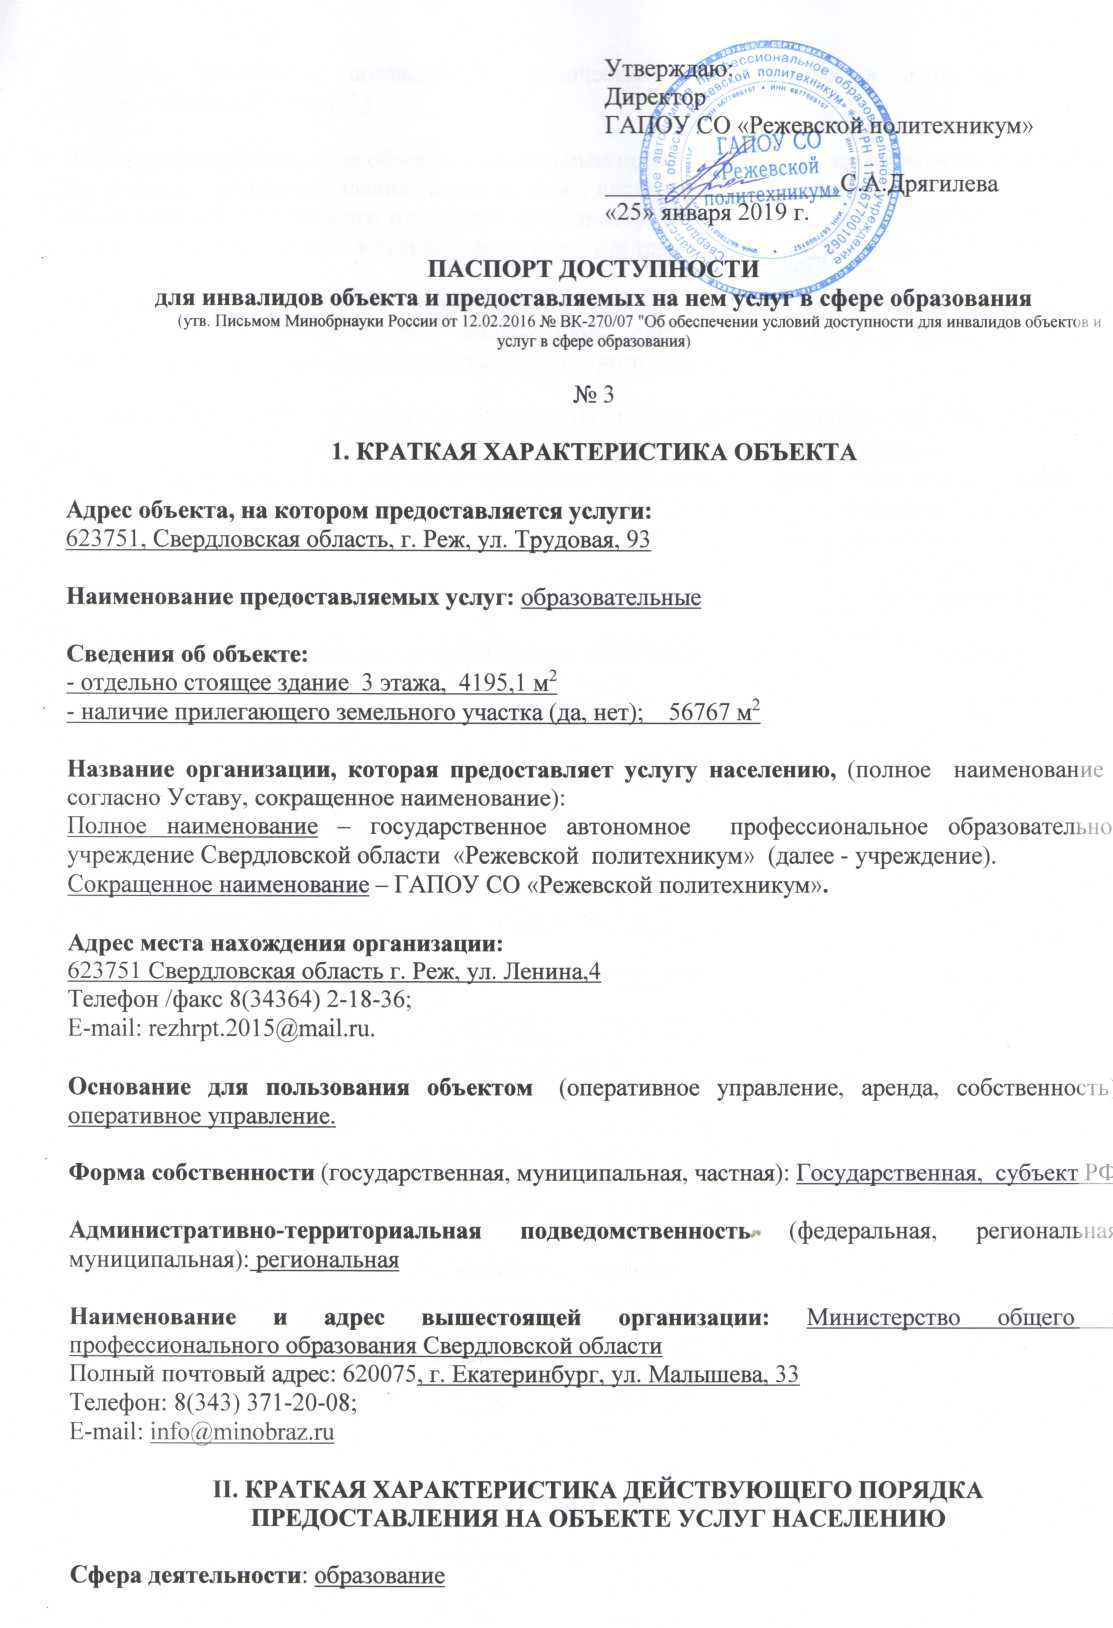 Утверждаю:
Директор
ГАПОУ СО «Режевской политехникум»
С.А.Дрягилева
«25» января 2019 г.
ГАПОУ СО
«Режевской
политехникум»
ПАСПОРТ ДОСТУПНОСТИ
для инвалидов объекта и предоставляемых на нем услуг в сфере образования
(утв. Письмом Минобрнауки России от 12.02.2016 № ВК-270/07 "Об обеспечении условий доступности для инвалидов объектов и
услуг в сфере образования)
№ 3
1. КРАТКАЯ ХАРАКТЕРИСТИКА ОБЪЕКТА
Адрес объекта, на котором предоставляется услуги:
623751, Свердловская область, г. Реж, ул. Трудовая, 93
Наименование предоставляемых услуг: образовательные
Сведения об объекте:
- отдельно стоящее здание 3 этажа, 4195,1 м²
- наличие прилегающего земельного участка (да, нет); 56767 м²
Название организации, которая предоставляет услугу населению, (полное наименование
согласно Уставу, сокращенное наименование):
Полное наименование – государственное автономное профессиональное образовательно
учреждение Свердловской области «Режевской политехникум» (далее - учреждение).
Сокращенное наименование – ГАПОУ СО «Режевской политехникум».
Адрес места нахождения организации:
623751 Свердловская область г. Реж, ул. Ленина,4
Телефон /факс 8(34364) 2-18-36;
E-mail: rezhrpt.2015@mail.ru.
Основание для пользования объектом (оперативное управление, аренда, собственность)
оперативное управление.
Форма собственности (государственная, муниципальная, частная): Государственная, субъект РФ
Административно-территориальная подведомственность (федеральная, региональная
муниципальная): региональная
Наименование и адрес вышестоящей организации: Министерство общего
профессионального образования Свердловской области
Полный почтовый адрес: 620075, г. Екатеринбург, ул. Малышева, 33
Телефон: 8(343) 371-20-08;
E-mail: info@minobraz.ru
II. КРАТКАЯ ХАРАКТЕРИСТИКА ДЕЙСТВУЮЩЕГО ПОРЯДКА
ПРЕДОСТАВЛЕНИЯ НА ОБЪЕКТЕ УСЛУГ НАСЕЛЕНИЮ
Сфера деятельности: образование